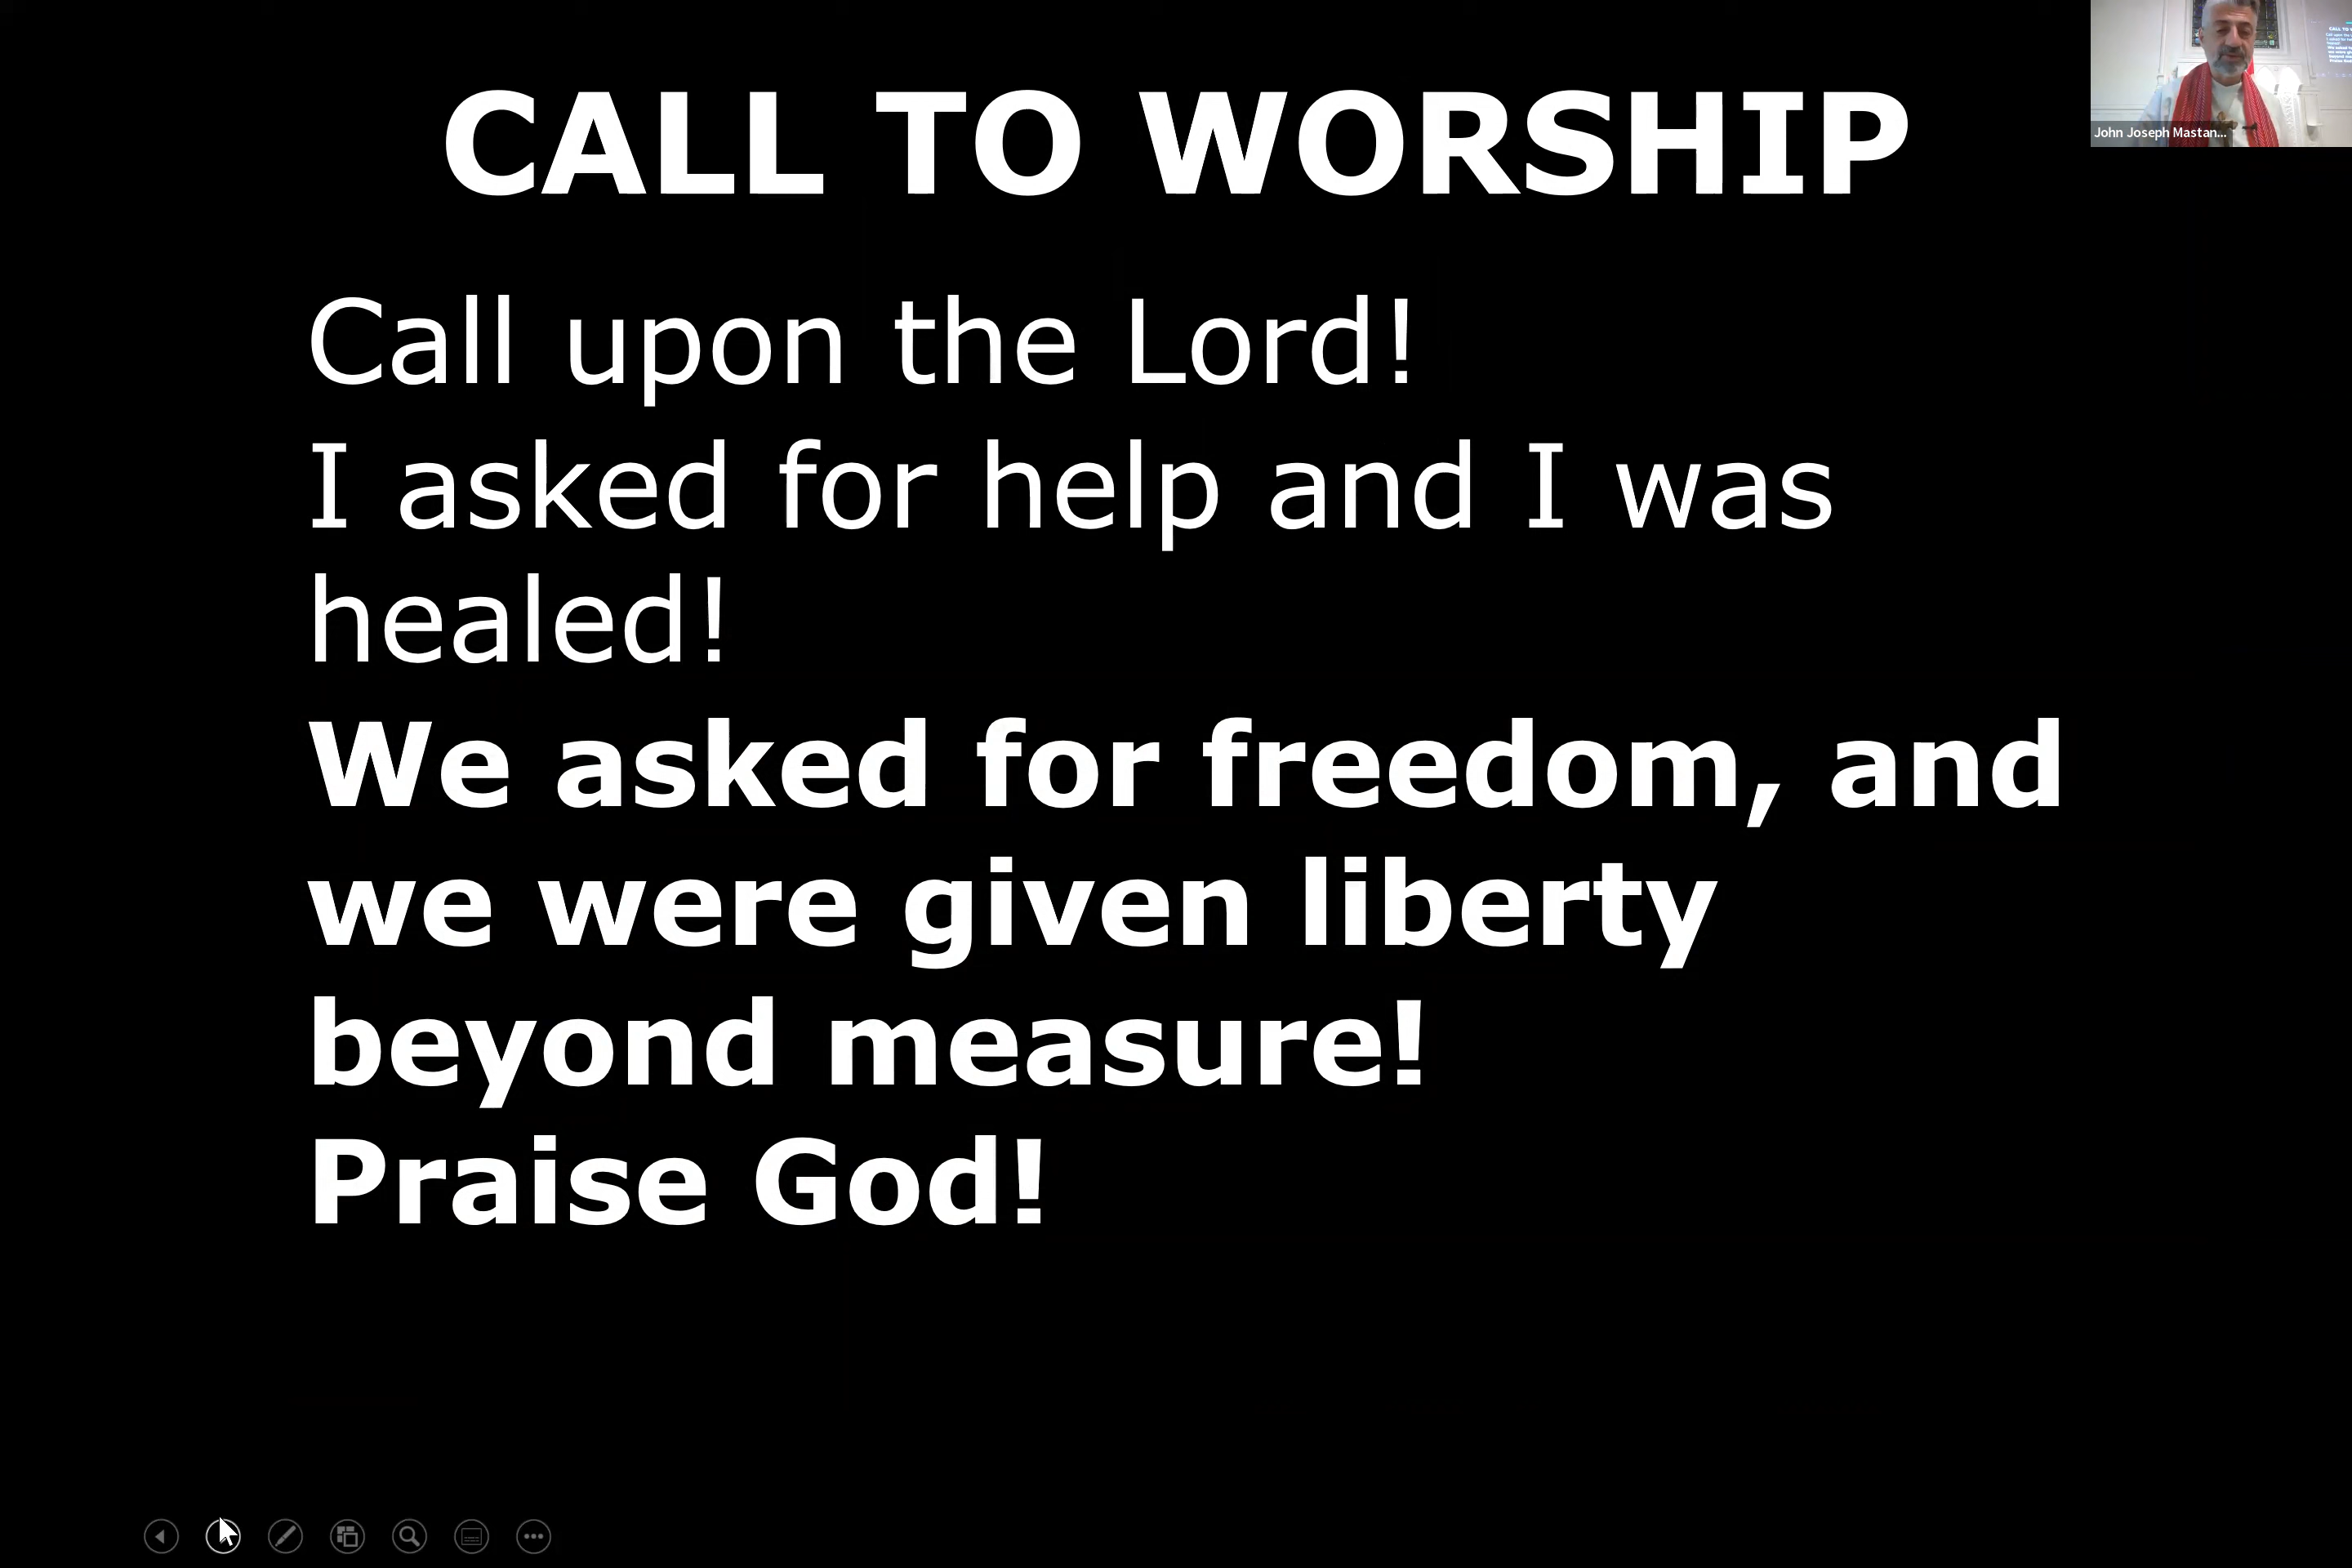 CALL TO WORSHIP
Call upon the Lord!
I asked for help and I was
healed!
We asked for freedom, and
we were given liberty
beyond measure!
Praise God!
John Joseph Mastan...